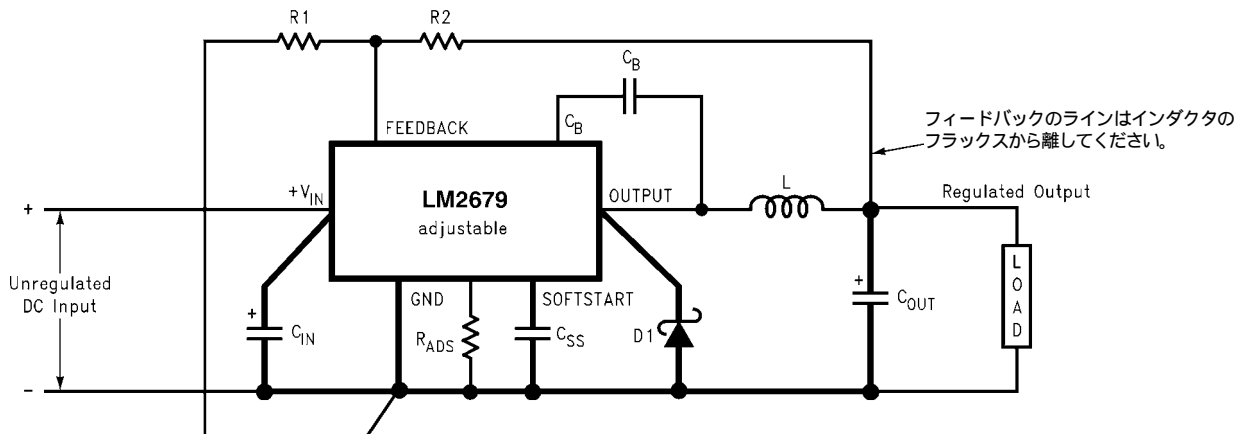 R1
R2
C_B
FEEDBACK
C_B
フィードバックのラインはインダクタの
フラックスから離してください。
+V_IN
LM2679
adjustable
OUTPUT
L
Regulated Output
+
Unregulated
DC Input
-
+
C_IN
GND
R_ADS
SOFTSTART
C_SS
D1
+
C_OUT
LOAD